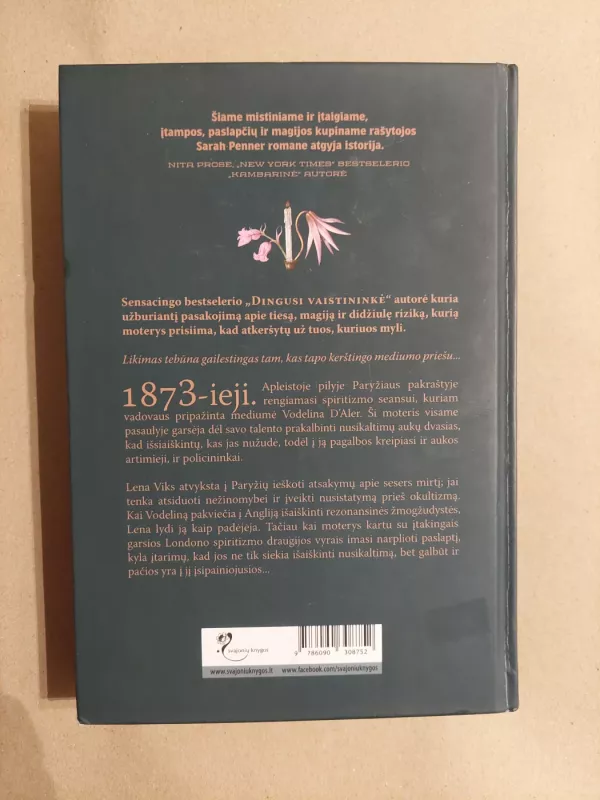 Šiame mistiniame ir įtaigiame,
įtampos, paslapčių ir magijos kupiname rašytojos
Sarah Penner romane atgyja istorija.
NITA PROSE, „NEW YORK TIMES“ BESTSELERIO
„KAMBARINĖ“ AUTORĖ
Sensacingo bestselerio „Dingusi vaistininkė“ autorė kuria
užburiantį pasakojimą apie tiesą, magiją ir didžiulę riziką, kurią
moterys prisiima, kad atkeršytų už tuos, kuriuos myli.
Likimas tebūna gailestingas tam, kas tapo kerštingo mediumo priešu...
1873-ieji. Apleistoje pilyje Paryžiaus pakraštyje
rengiamasi spiritizmo seansui, kuriam
vadovaus pripažinta mediumė Vodelina D’Aler. Ši moteris visame
pasaulyje garsėja dėl savo talento prakalbinti nusikaltimų aukų dvasias,
kad išsiaiškintų, kas jas nužudė, todėl į ją pagalbos kreipiasi ir aukos
artimieji, ir policininkai.
Lena Viks atvyksta į Paryžių ieškoti atsakymų apie sesers mirtį; jai
tenka atsiduoti nežinomybei ir įveikti nusistatymą prieš okultizmą.
Kai Vodeliną pakviečia į Angliją išaiškinti rezonansinės žmogžudystės,
Lena lydi ją kaip padėjėja. Tačiau kai moterys kartu su įtakingais
garsios Londono spiritizmo draugijos vyrais imasi narplioti paslaptį,
kyla įtarimų, kad jos ne tik siekia išaiškinti nusikaltimą, bet galbūt ir
pačios yra į jį įsipainiojusios...
svajonių knygos
9 786090 308752
www.svajoniuknygos.lt www.facebook.com/svajoniuknygos